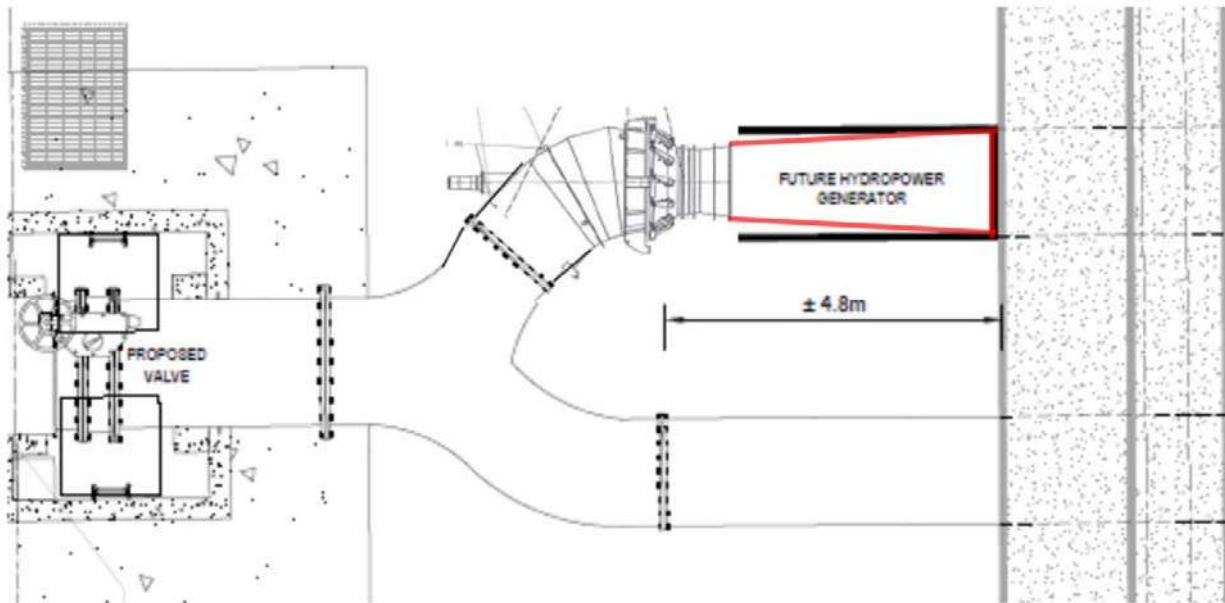 FUTURE HYDROPOWER
GENERATOR
± 4.8m
PROPOSED
VALVE